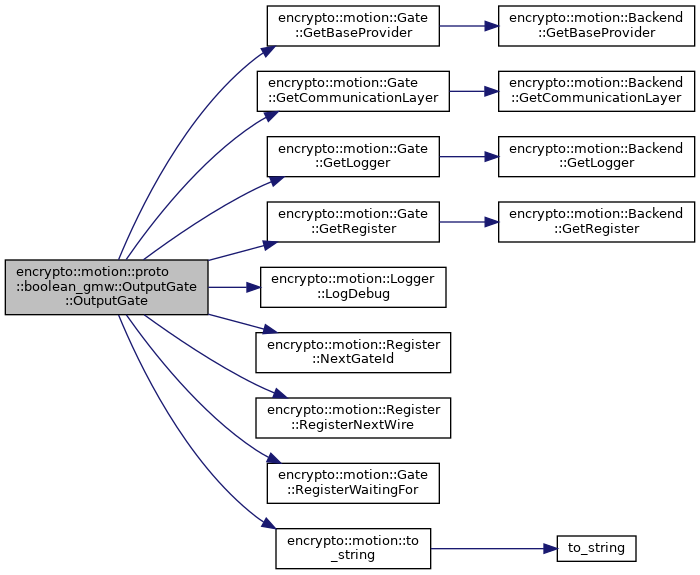 encrypto::motion::Gate
::GetBaseProvider
encrypto::motion::Backend
::GetBaseProvider
encrypto::motion::Gate
::GetCommunicationLayer
encrypto::motion::Backend
::GetCommunicationLayer
encrypto::motion::Gate
::GetLogger
encrypto::motion::Backend
::GetLogger
encrypto::motion::Gate
::GetRegister
encrypto::motion::Backend
::GetRegister
encrypto::motion::proto
::boolean_gmw::OutputGate
::OutputGate
encrypto::motion::Logger
::LogDebug
encrypto::motion::Register
::NextGateId
encrypto::motion::Register
::RegisterNextWire
encrypto::motion::Gate
::RegisterWaitingFor
encrypto::motion::to
_string
to_string